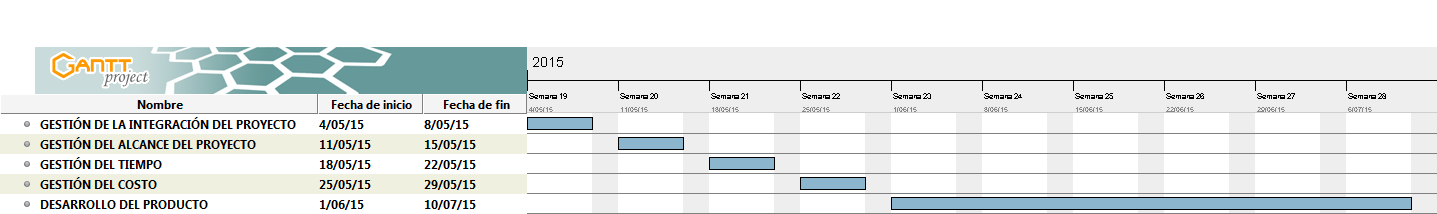 GANTT
project
2015
Semana 19 Semana 20 Semana 21 Semana 22 Semana 23 Semana 24 Semana 25 Semana 26 Semana 27 Semana 28
4/05/15 11/05/15 18/05/15 25/05/15 1/06/15 8/06/15 15/06/15 22/06/15 29/06/15 6/07/15
Nombre Fecha de inicio Fecha de fin
GESTIÓN DE LA INTEGRACIÓN DEL PROYECTO 4/05/15 8/05/15
GESTIÓN DEL ALCANCE DEL PROYECTO 11/05/15 15/05/15
GESTIÓN DEL TIEMPO 18/05/15 22/05/15
GESTIÓN DEL COSTO 25/05/15 29/05/15
DESARROLLO DEL PRODUCTO 1/06/15 10/07/15